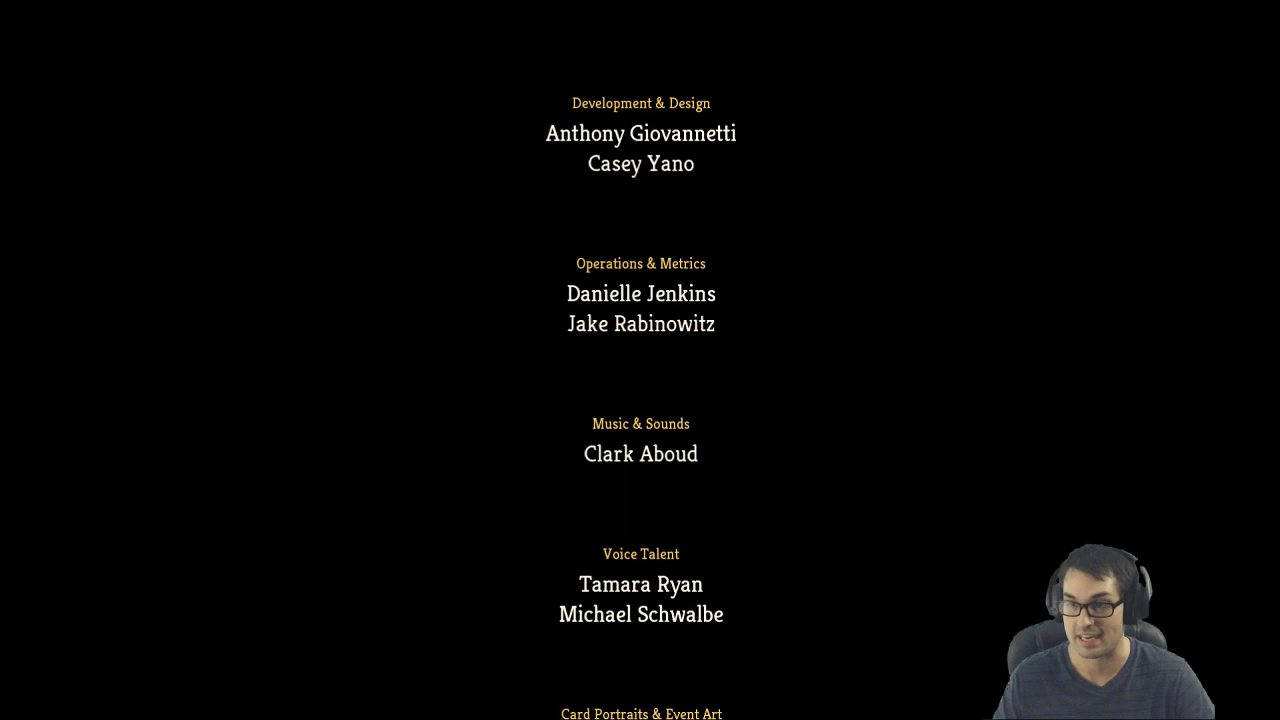 Development & Design
Anthony Giovannetti
Casey Yano
Operations & Metrics
Danielle Jenkins
Jake Rabinowitz
Music & Sounds
Clark Aboud
Voice Talent
Tamara Ryan
Michael Schwalbe
Card Portraits & Event Art